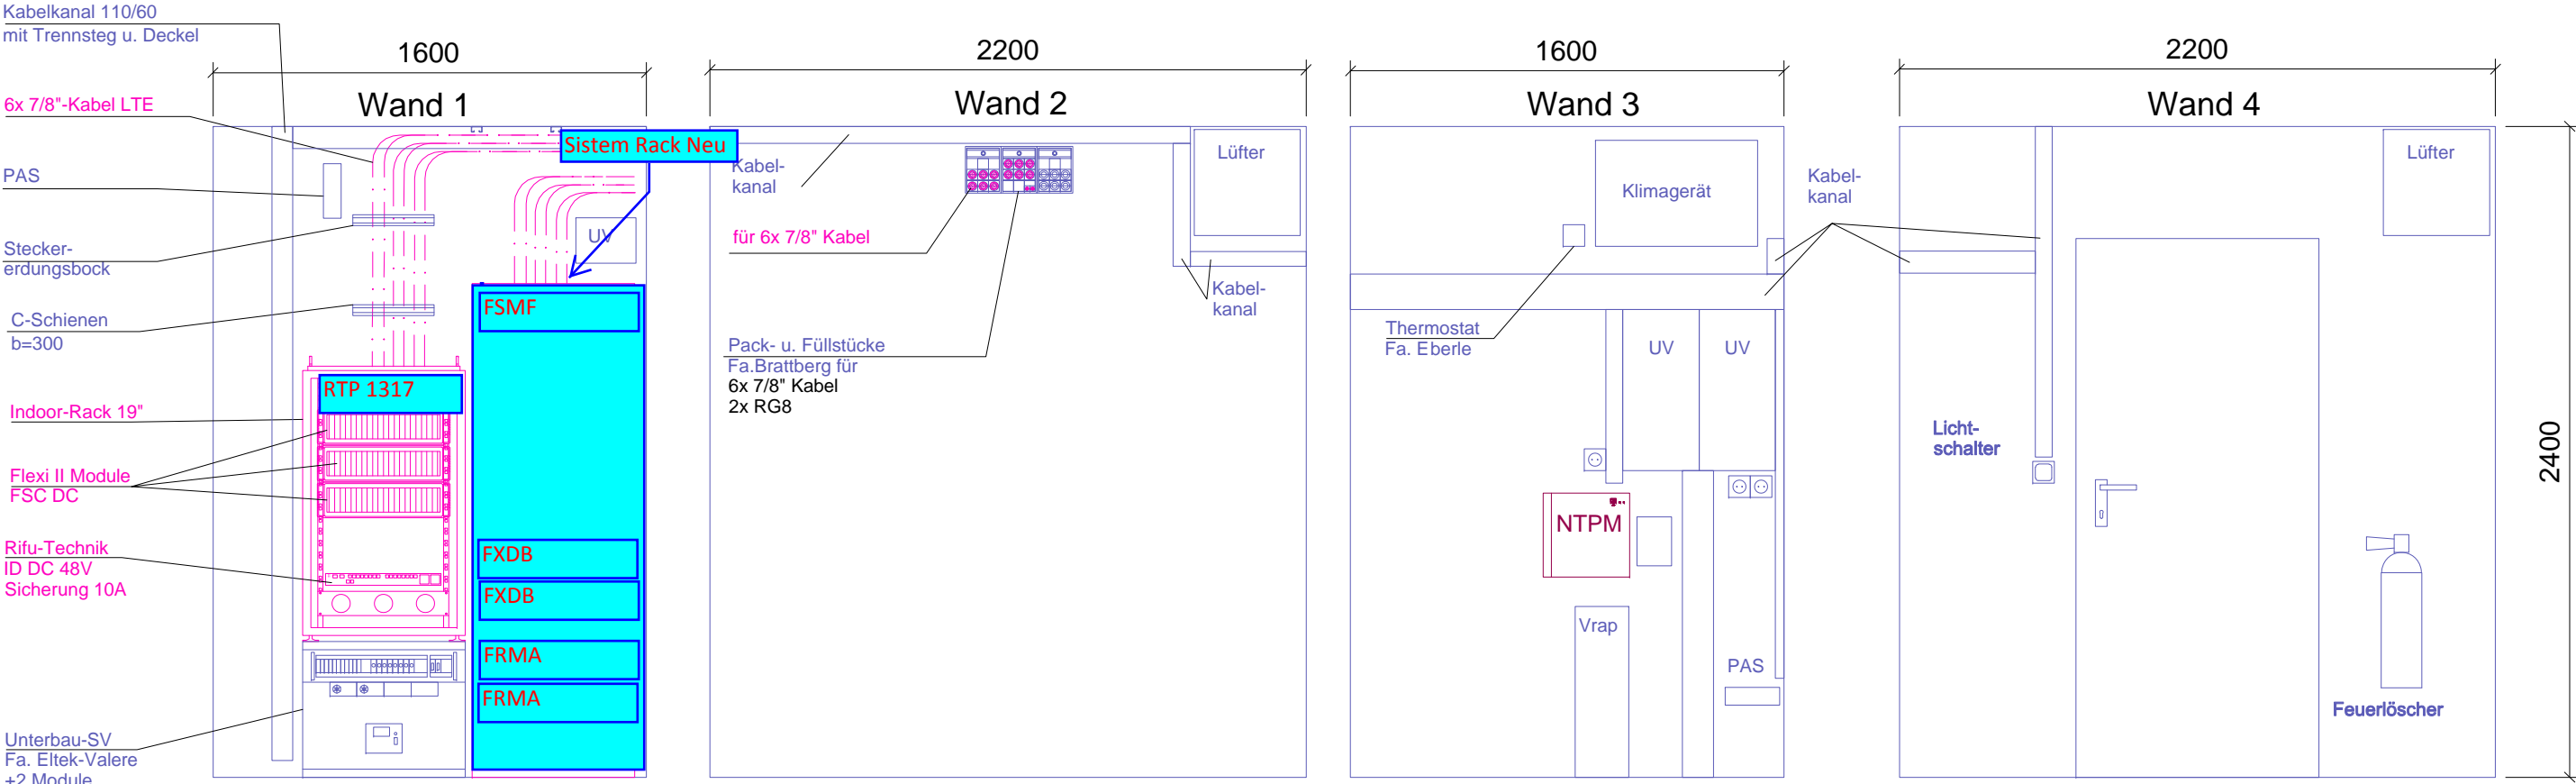 Kabelkanal 110/60
mit Trennsteg u. Deckel
1600
Wand 1
6x 7/8"-Kabel LTE
PAS
Stecker-
erdungsbock
C-Schienen
b=300
Indoor-Rack 19"
Flexi II Module
FSC DC
Rifu-Technik
ID DC 48V
Sicherung 10A
Unterbau-SV
Fa. Eltek-Valere
+2 Module
Sistem Rack Neu
UV
RTP 1317
FSMF
FXDB
FXDB
FRMA
FRMA
2200
Wand 2
Kabel-
kanal
für 6x 7/8" Kabel
Pack- u. Füllstücke
Fa.Brattberg für
6x 7/8" Kabel
2x RG8
Lüfter
Kabel-
kanal
1600
Wand 3
Klimagerät
Thermostat
Fa. Eberle
UV
UV
NTPM
Vrap
PAS
Kabel-
kanal
2200
Wand 4
Lüfter
Licht-
schalter
Feuerlöscher
2400